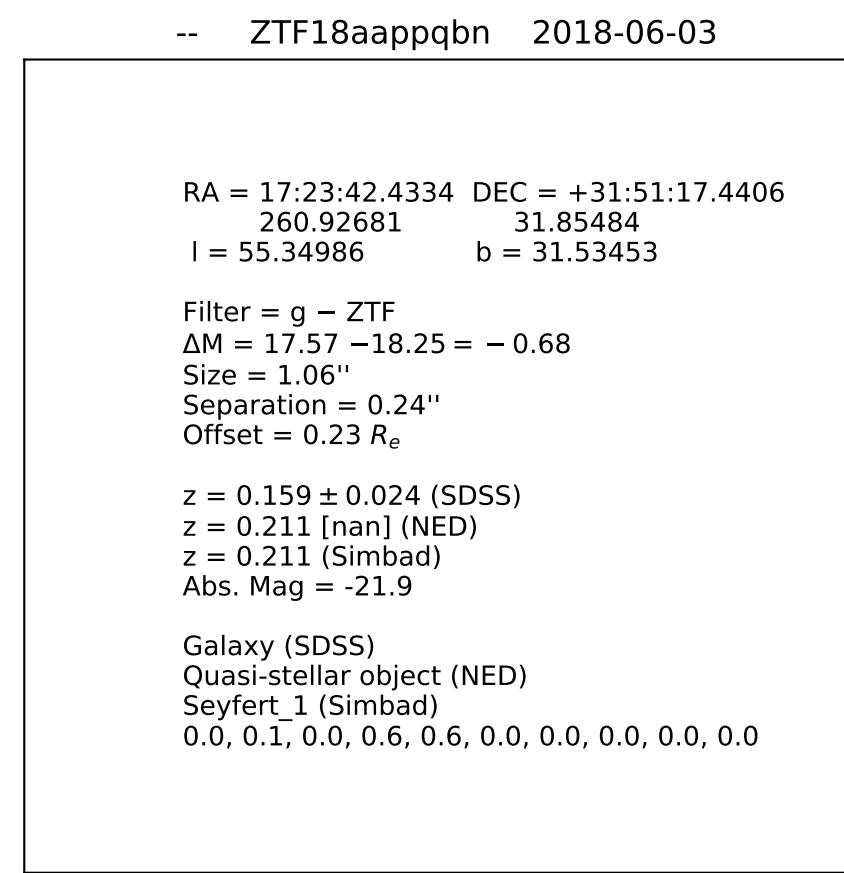 -- ZTF18aappqbn 2018-06-03
RA = 17:23:42.4334 DEC = +31:51:17.4406
260.92681 31.85484
l = 55.34986 b = 31.53453
Filter = g − ZTF
ΔM = 17.57 −18.25 = − 0.68
Size = 1.06''
Separation = 0.24''
Offset = 0.23 Rₑ
z = 0.159 ± 0.024 (SDSS)
z = 0.211 [nan] (NED)
z = 0.211 (Simbad)
Abs. Mag = -21.9
Galaxy (SDSS)
Quasi-stellar object (NED)
Seyfert_1 (Simbad)
0.0, 0.1, 0.0, 0.6, 0.6, 0.0, 0.0, 0.0, 0.0, 0.0